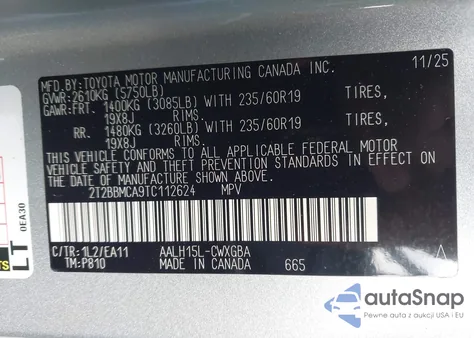 MFD.BY:TOYOTA MOTOR MANUFACTURING CANADA INC. 11/25
GVWR:2610KG (5750LB)
GAWR:FRT. 1400KG (3085LB) WITH 235/60R19 TIRES,
19X8J RIMS.
RR. 1480KG (3260LB) WITH 235/60R19 TIRES,
19X8J RIMS.
THIS VEHICLE CONFORMS TO ALL APPLICABLE FEDERAL MOTOR
VEHICLE SAFETY AND THEFT PREVENTION STANDARDS IN EFFECT
ON THE DATE OF MANUFACTURE SHOWN ABOVE.
2T2BBMCA9TC112624 MPV
C/TR:1L2/EA11 AALH15L-CWXGBA
TM:P810 MADE IN CANADA 665
LT 0EA30
autoSnap
Pewne auta z aukcji USA i EU